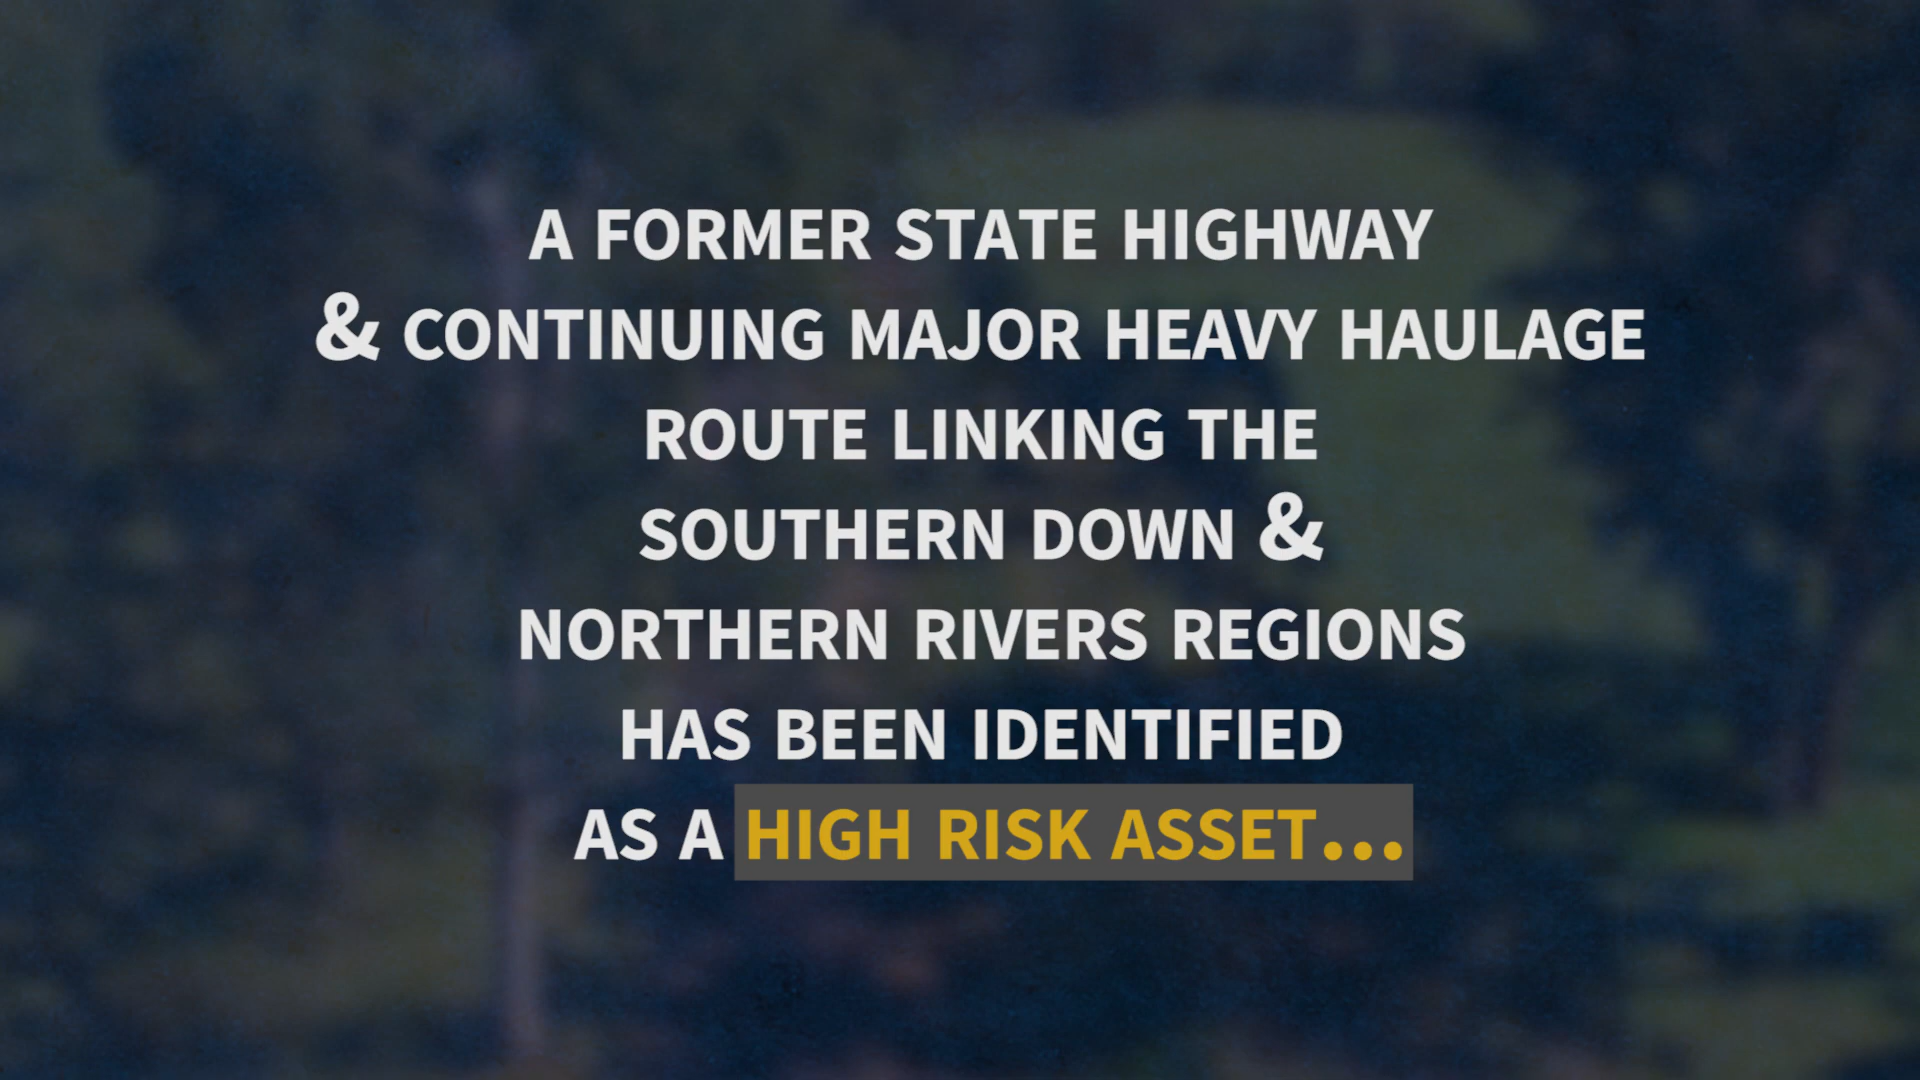 A FORMER STATE HIGHWAY
& CONTINUING MAJOR HEAVY HAULAGE
ROUTE LINKING THE
SOUTHERN DOWN &
NORTHERN RIVERS REGIONS
HAS BEEN IDENTIFIED
AS A HIGH RISK ASSET...